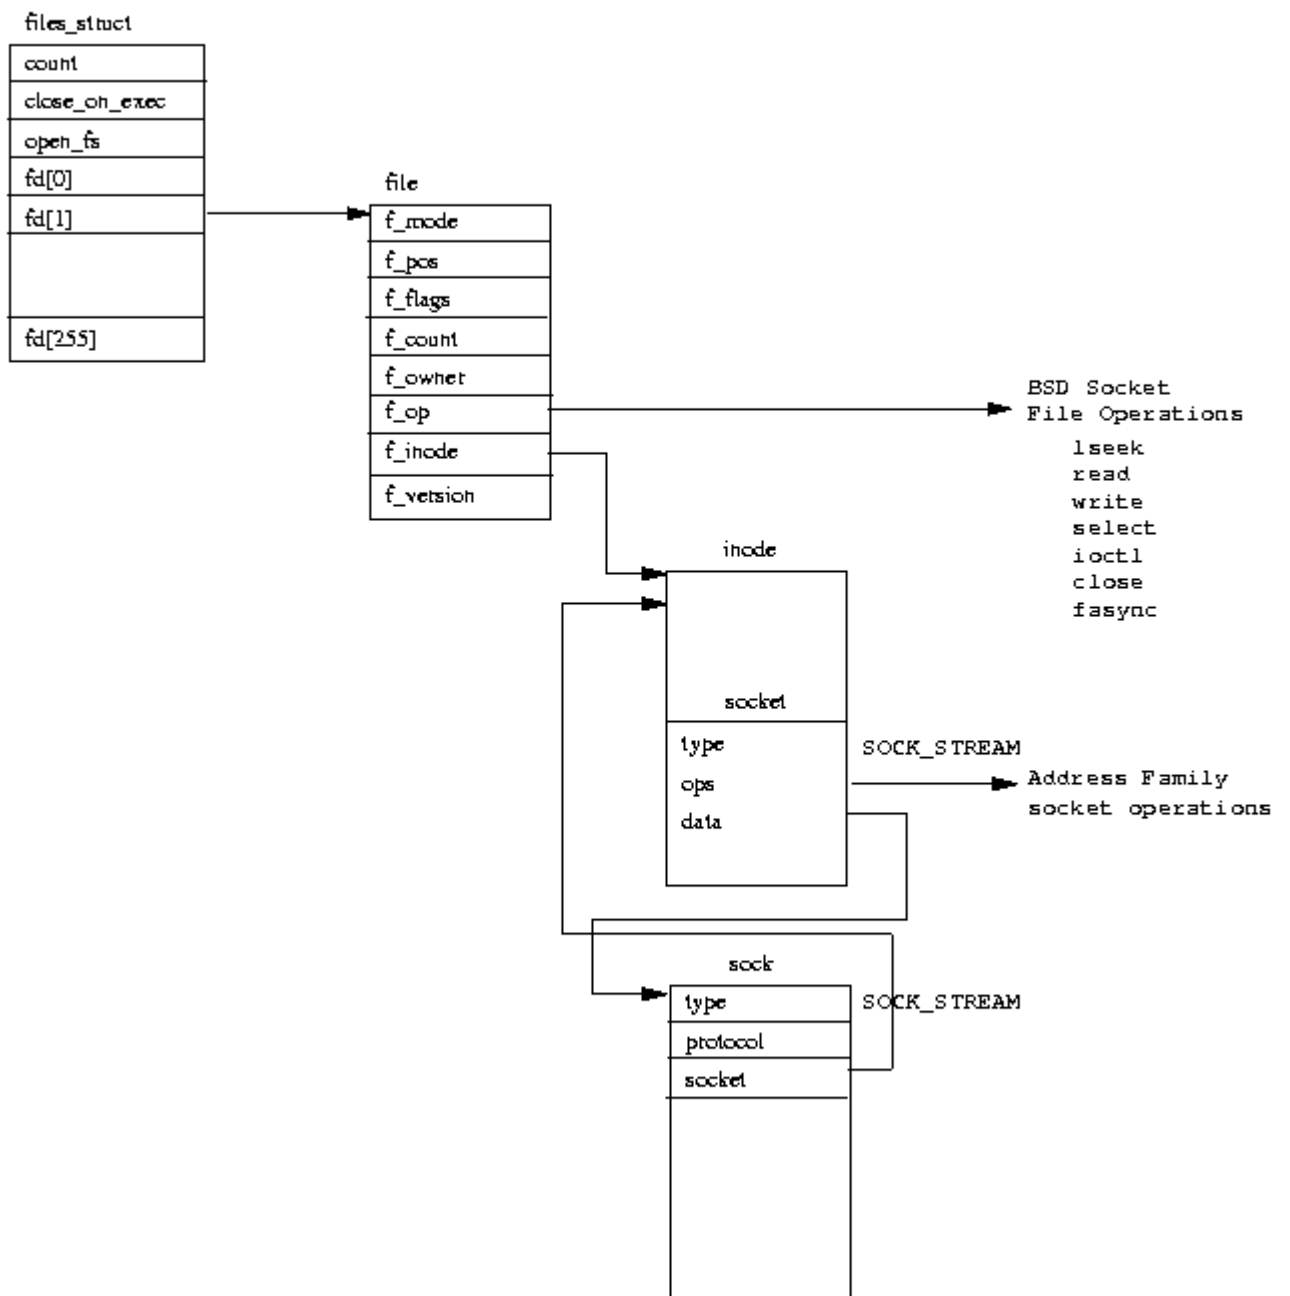 files_struct
count
close_on_exec
open_fs
fd[0]
fd[1]
fd[255]
file
f_mode
f_pos
f_flags
f_count
f_owner
f_op
f_inode
f_version
BSD Socket
File Operations
lseek
read
write
select
ioctl
close
fasync
inode
socket
type
SOCK_STREAM
ops
data
Address Family
socket operations
sock
type
SOCK_STREAM
protocol
socket